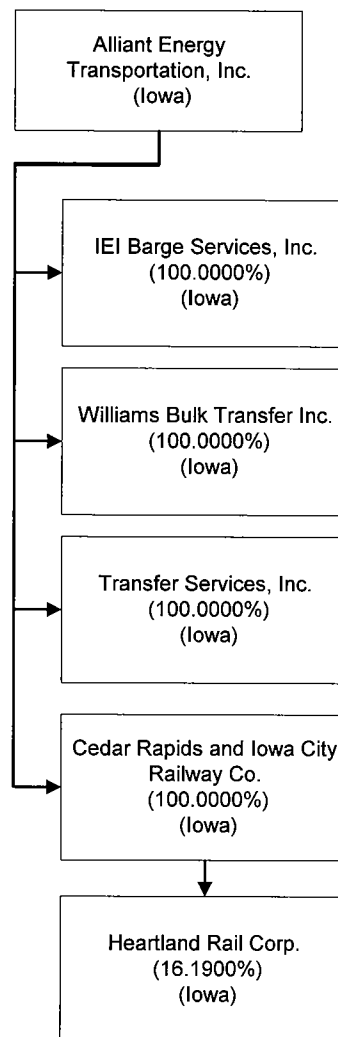 Alliant Energy
Transportation, Inc.
(Iowa)
IEI Barge Services, Inc.
(100.0000%)
(Iowa)
Williams Bulk Transfer Inc.
(100.0000%)
(Iowa)
Transfer Services, Inc.
(100.0000%)
(Iowa)
Cedar Rapids and Iowa City
Railway Co.
(100.0000%)
(Iowa)
Heartland Rail Corp.
(16.1900%)
(Iowa)